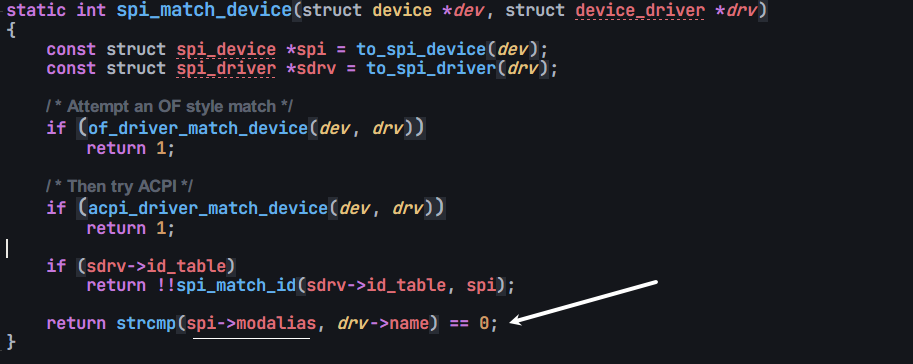 static int spi_match_device(struct device *dev, struct device_driver *drv)
{
    const struct spi_device *spi = to_spi_device(dev);
    const struct spi_driver *sdrv = to_spi_driver(drv);

    / * Attempt an OF style match */
    if (of_driver_match_device(dev, drv))
        return 1;

    / * Then try ACPI */
    if (acpi_driver_match_device(dev, drv))
        return 1;

    if (sdrv->id_table)
        return !!spi_match_id(sdrv->id_table, spi);

    return strcmp(spi->modalias, drv->name) == 0;
}